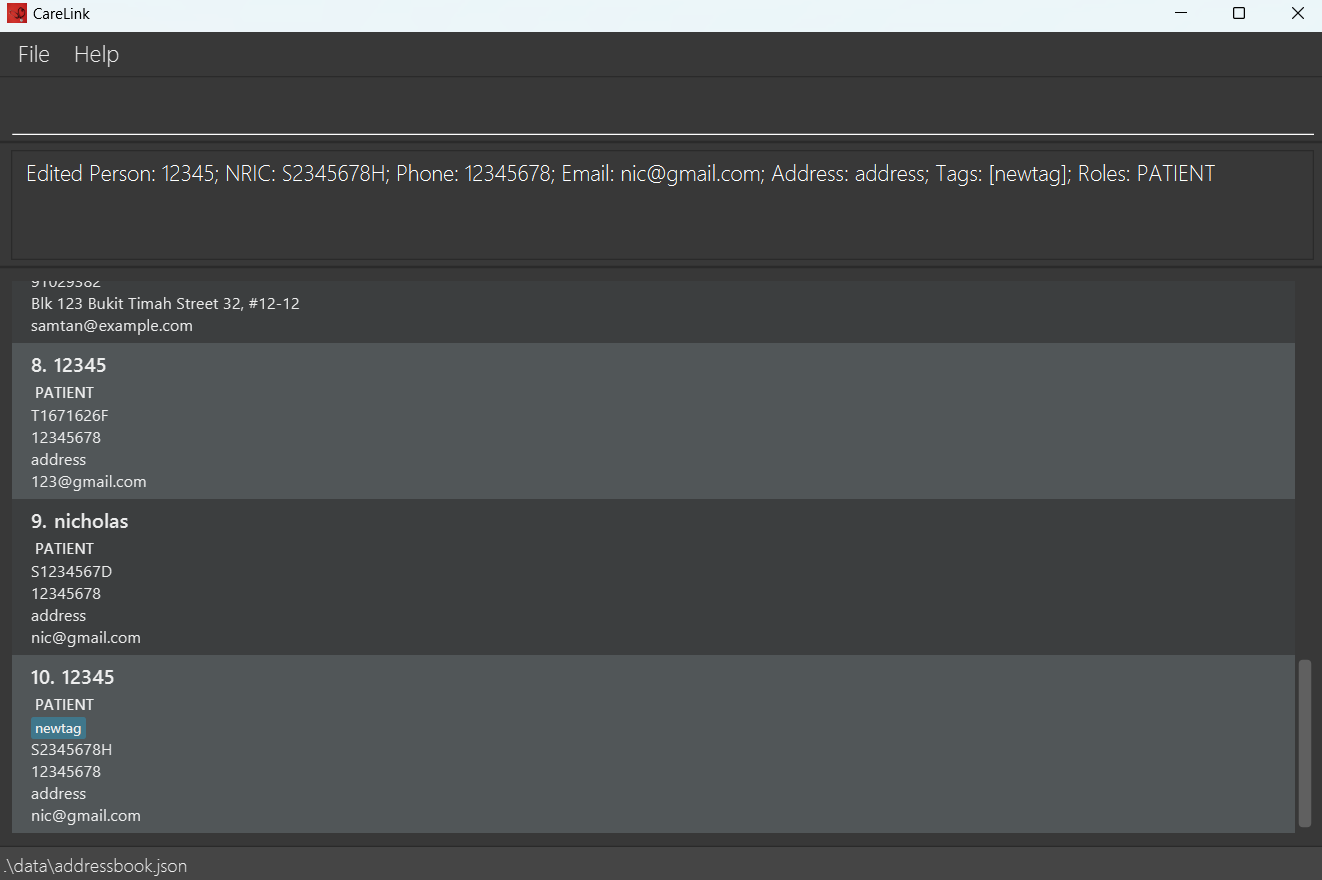 CareLink
File Help
Edited Person: 12345; NRIC: S2345678H; Phone: 12345678; Email: nic@gmail.com; Address: address; Tags: [newtag]; Roles: PATIENT
91029382
Blk 123 Bukit Timah Street 32, #12-12
samtan@example.com
8. 12345
PATIENT
T1671626F
12345678
address
123@gmail.com
9. nicholas
PATIENT
S1234567D
12345678
address
nic@gmail.com
10. 12345
PATIENT
newtag
S2345678H
12345678
address
nic@gmail.com
.\data\addressbook.json